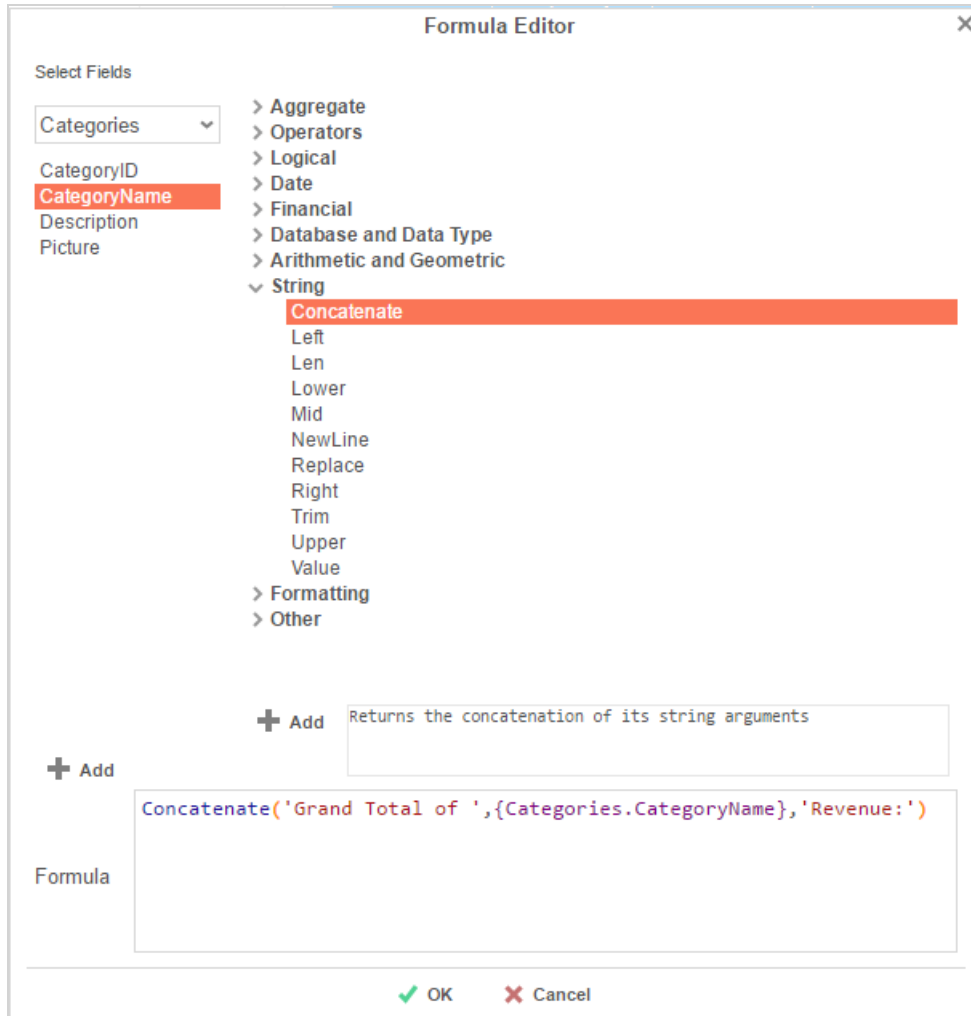 Formula Editor
Select Fields
Categories
CategoryID
CategoryName
Description
Picture
Aggregate
Operators
Logical
Date
Financial
Database and Data Type
Arithmetic and Geometric
String
Concatenate
Left
Len
Lower
Mid
NewLine
Replace
Right
Trim
Upper
Value
Formatting
Other
Add
Returns the concatenation of its string arguments
Add
Formula
Concatenate('Grand Total of ',{Categories.CategoryName},'Revenue:')
OK
Cancel